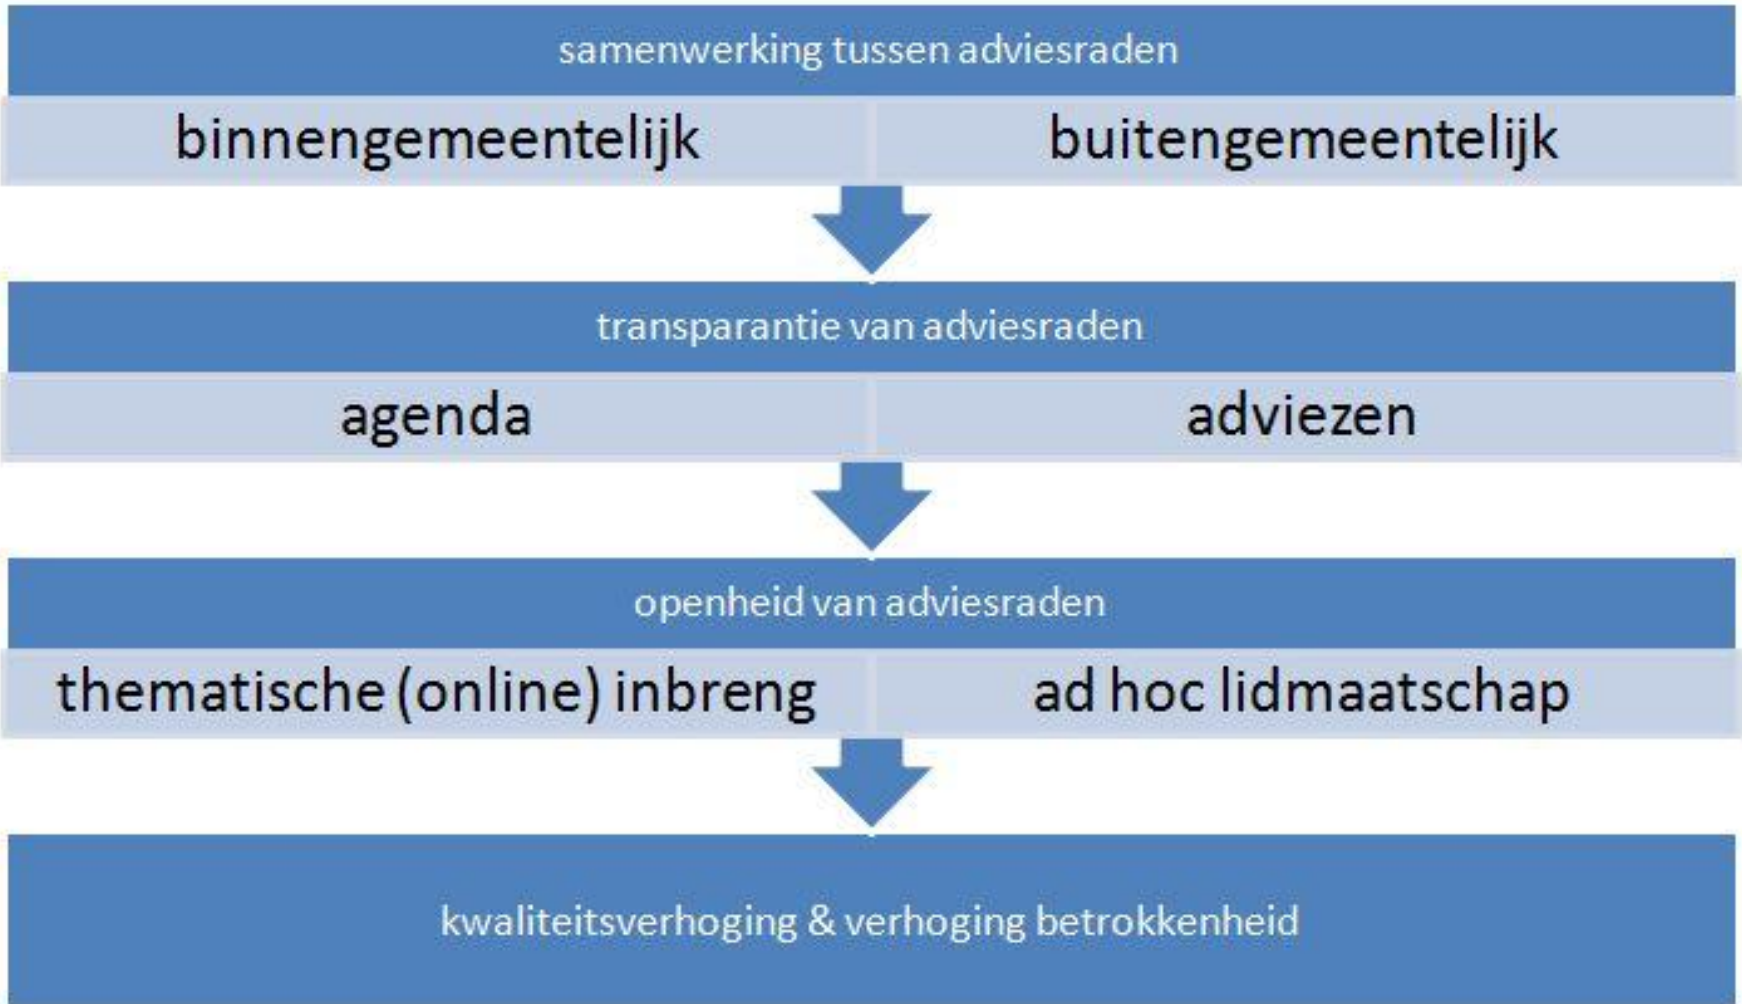 samenwerking tussen adviesraden
binnengemeentelijk
buitengemeentelijk
transparantie van adviesraden
agenda
adviezen
openheid van adviesraden
thematische (online) inbreng
ad hoc lidmaatschap
kwaliteitsverhoging & verhoging betrokkenheid